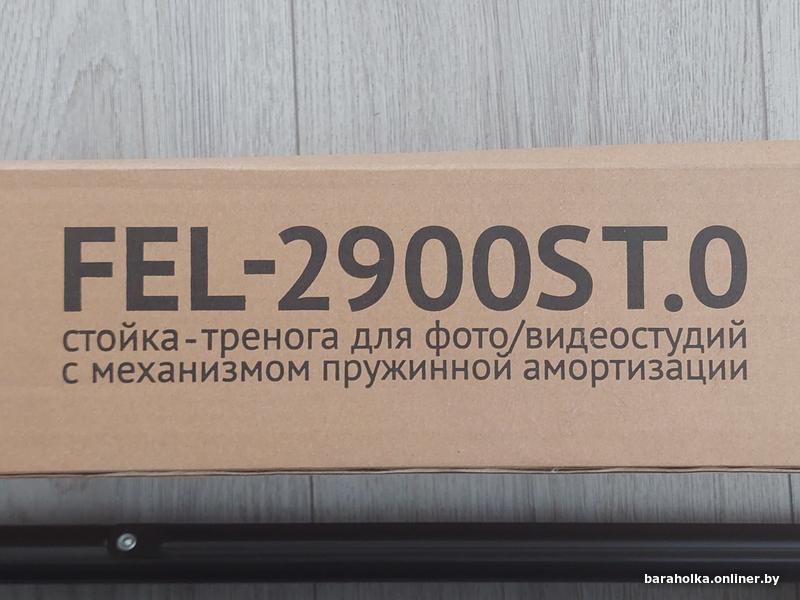 FEL-2900ST.0
стойка-тренога для фото/видеостудий
с механизмом пружинной амортизации
baraholka.onliner.by